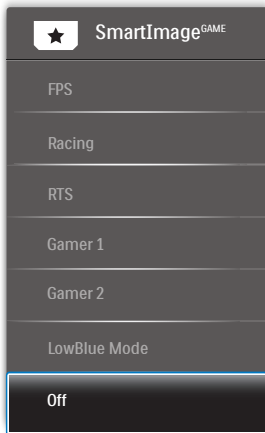 SmartImageGAME
FPS
Racing
RTS
Gamer 1
Gamer 2
LowBlue Mode
Off